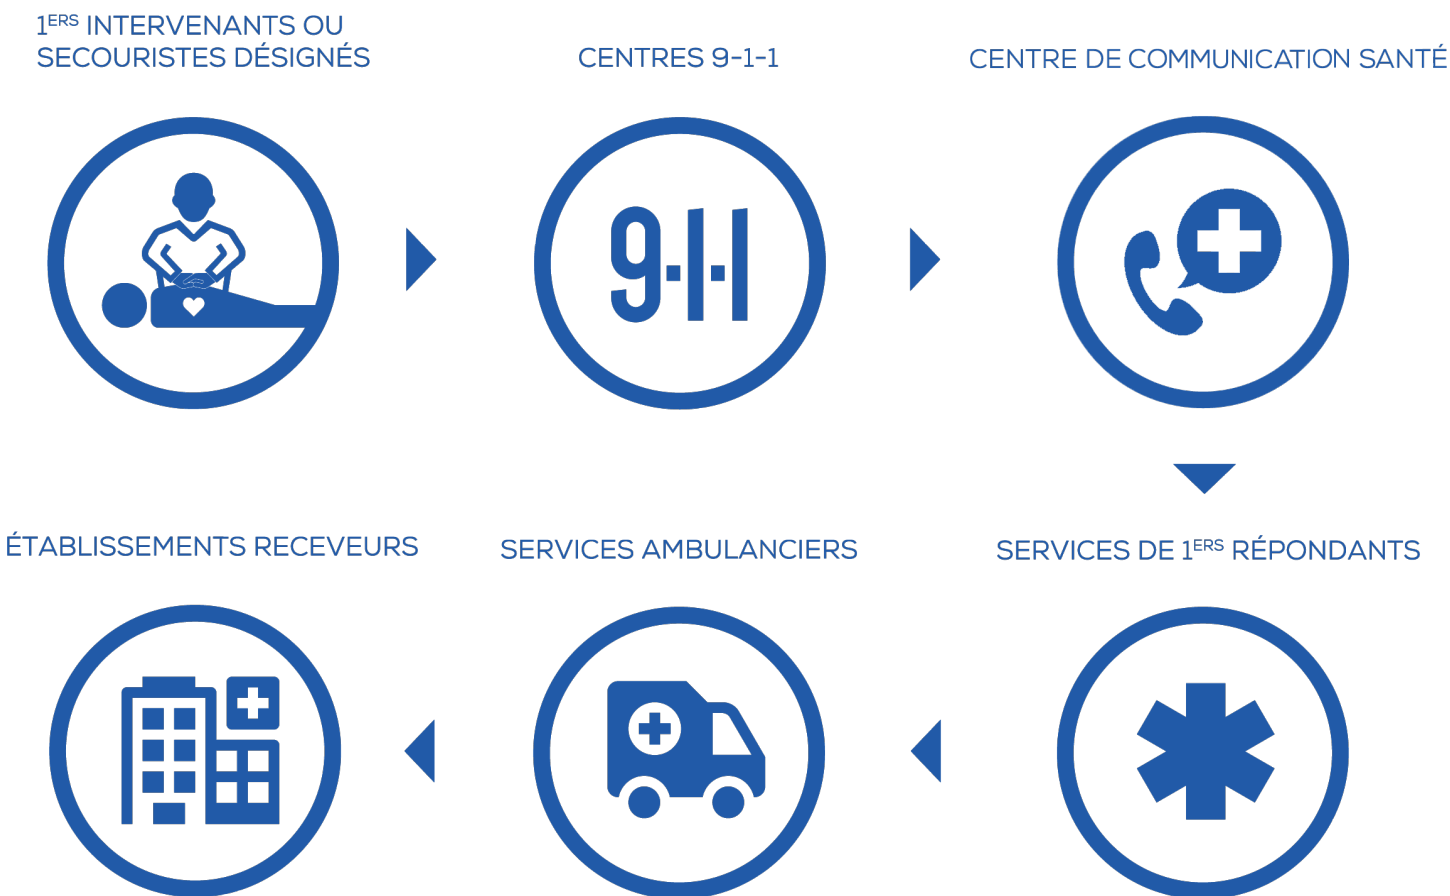 1ERS INTERVENANTS OU
SECOURISTES DÉSIGNÉS
CENTRES 9-1-1
CENTRE DE COMMUNICATION SANTÉ
9-1-1
SERVICES DE 1ERS RÉPONDANTS
SERVICES AMBULANCIERS
ÉTABLISSEMENTS RECEVEURS